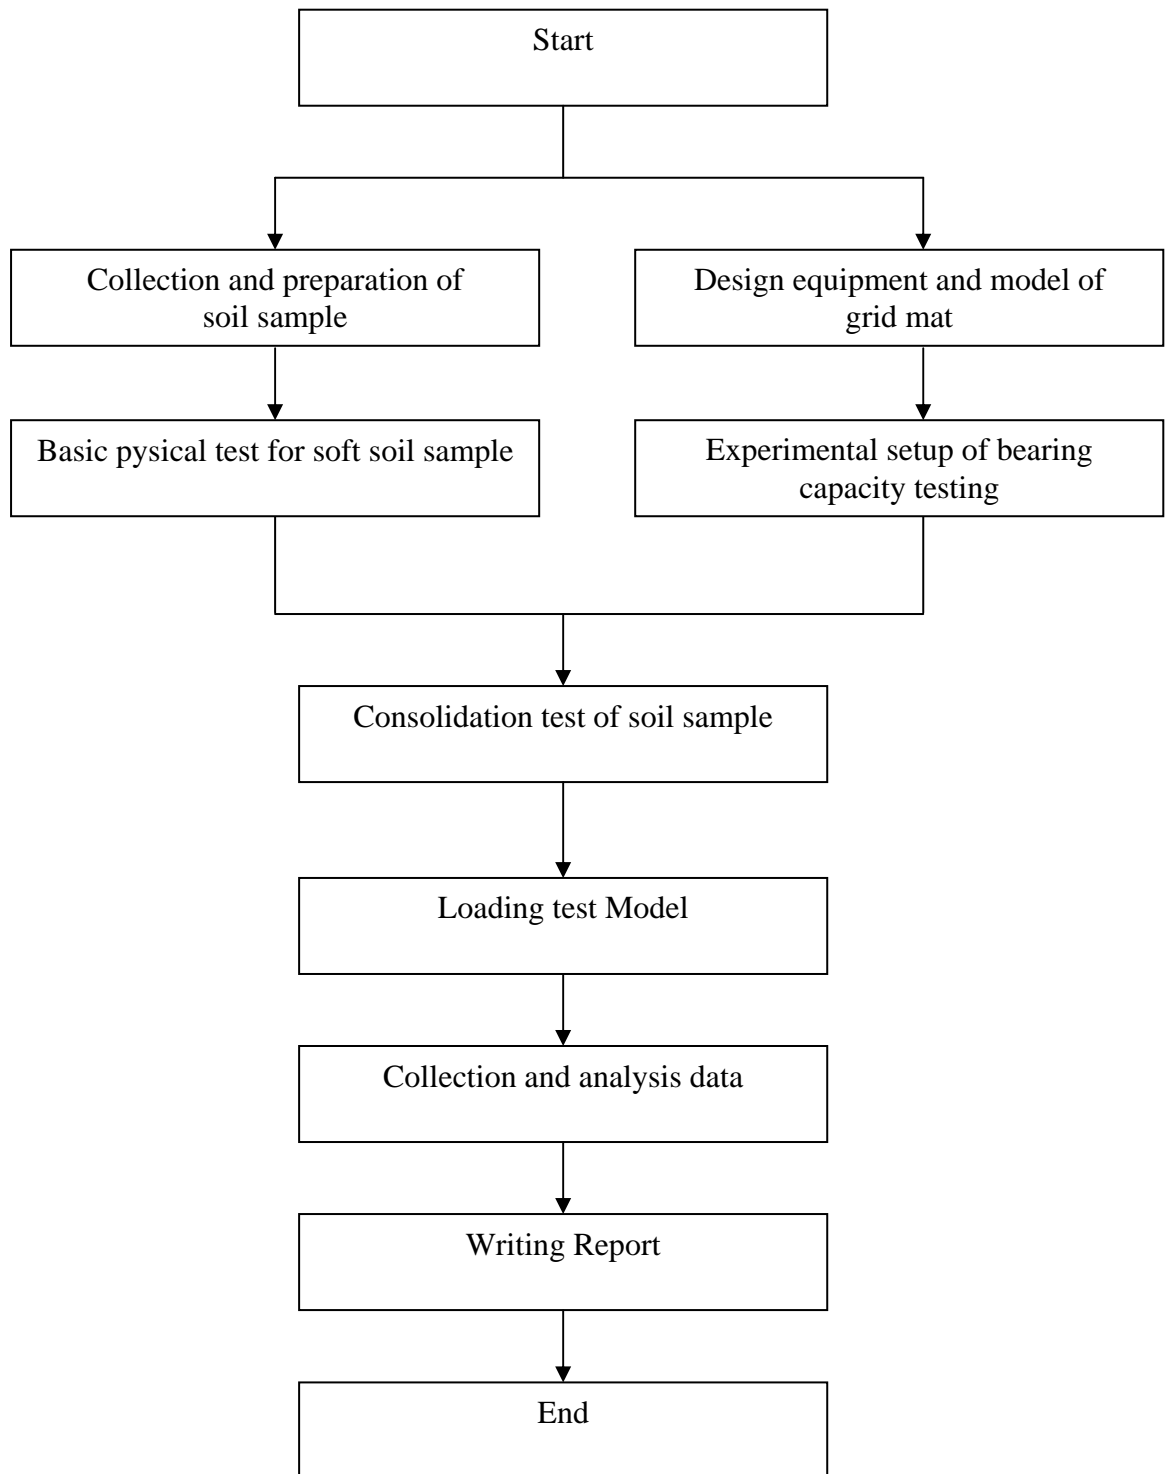 Start
Collection and preparation of
soil sample
Design equipment and model of
grid mat
Basic pysical test for soft soil sample
Experimental setup of bearing
capacity testing
Consolidation test of soil sample
Loading test Model
Collection and analysis data
Writing Report
End